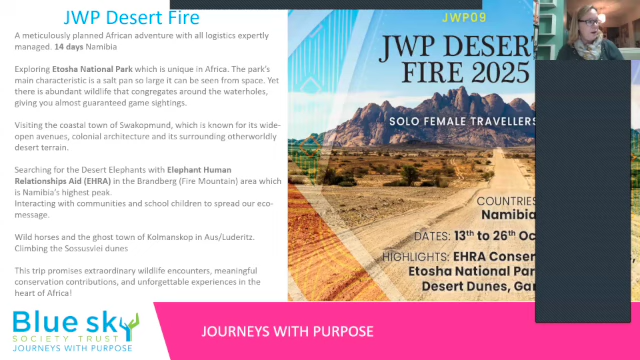 JWP Desert Fire
A meticulously planned African adventure with all logistics expertly
managed. 14 days Namibia
Exploring Etosha National Park which is unique in Africa. The park's
main characteristic is a salt pan so large it can be seen from space. Yet
there is abundant wildlife that congregates around the waterholes,
giving you almost guaranteed game sightings.
Visiting the coastal town of Swakopmund, which is known for its wide-
open avenues, colonial architecture and its surrounding otherworldly
desert terrain.
Searching for the Desert Elephants with Elephant Human
Relationships Aid (EHRA) in the Brandberg (Fire Mountain) area which
is Namibia's highest peak.
Interacting with communities and school children to spread our eco-
message.
Wild horses and the ghost town of Kolmanskop in Aus/Luderitz.
Climbing the Sossusvlei dunes
This trip promises extraordinary wildlife encounters, meaningful
conservation contributions, and unforgettable experiences in the
heart of Africa!
JWP09
JWP DESERT
FIRE 2025
SOLO FEMALE TRAVELLERS
COUNTRIES
Namibia
DATES: 13th to 26th Oc
HIGHLIGHTS: EHRA Conser
Etosha National Park
Desert Dunes, Gar
Blue sky
SOCIETY TRUST
JOURNEYS WITH PURPOSE
JOURNEYS WITH PURPOSE